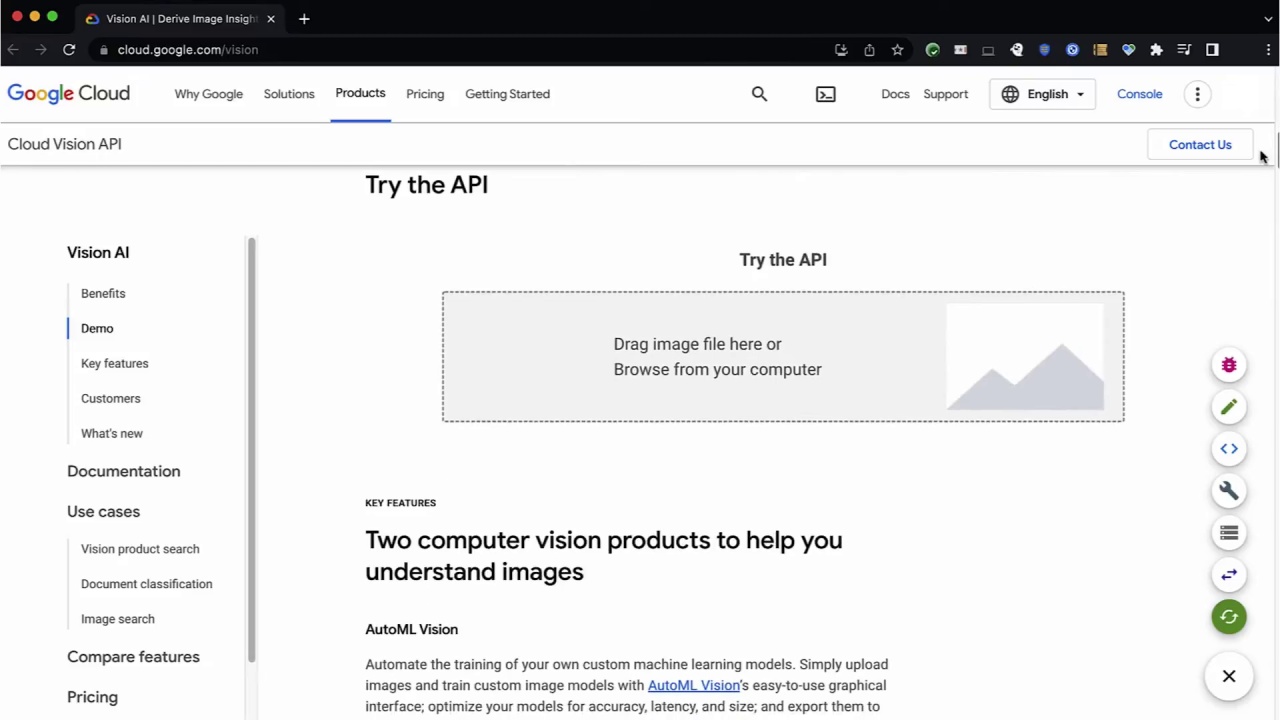 Vision AI | Derive Image Insight
cloud.google.com/vision
Google Cloud
Why Google
Solutions
Products
Pricing
Getting Started
Docs
Support
English
Console
Cloud Vision API
Contact Us
Try the API
Vision AI
Benefits
Demo
Key features
Customers
What's new
Documentation
Use cases
Vision product search
Document classification
Image search
Compare features
Pricing
Try the API
Drag image file here or
Browse from your computer
KEY FEATURES
Two computer vision products to help you
understand images
AutoML Vision
Automate the training of your own custom machine learning models. Simply upload
images and train custom image models with AutoML Vision's easy-to-use graphical
interface; optimize your models for accuracy, latency, and size; and export them to